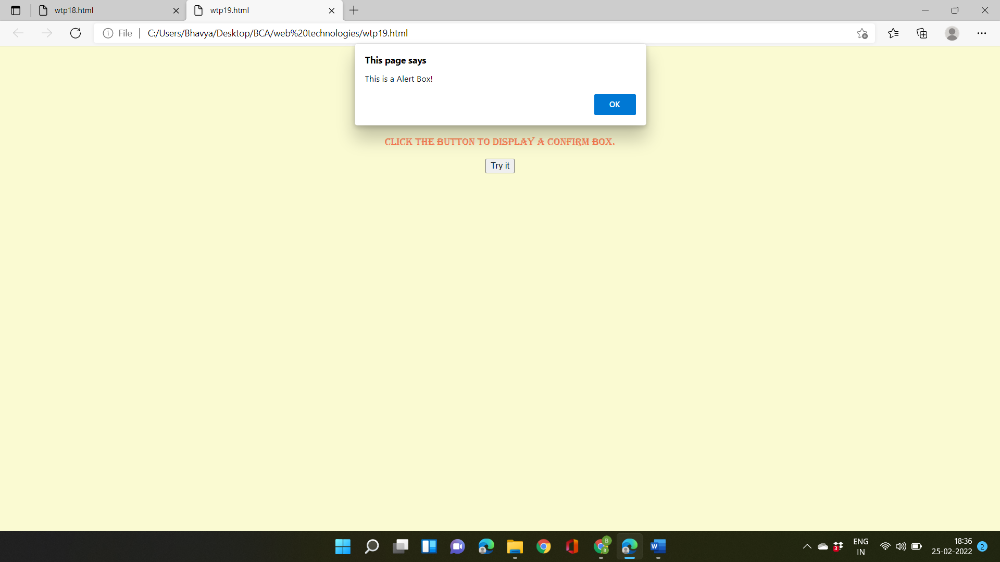 wtp18.html
wtp19.html
File
C:/Users/Bhavya/Desktop/BCA/web%20technologies/wtp19.html
This page says
This is a Alert Box!
OK
CLICK THE BUTTON TO DISPLAY A CONFIRM BOX.
Try it
B
B
W
3
ENG
IN
18:36
25-02-2022
2